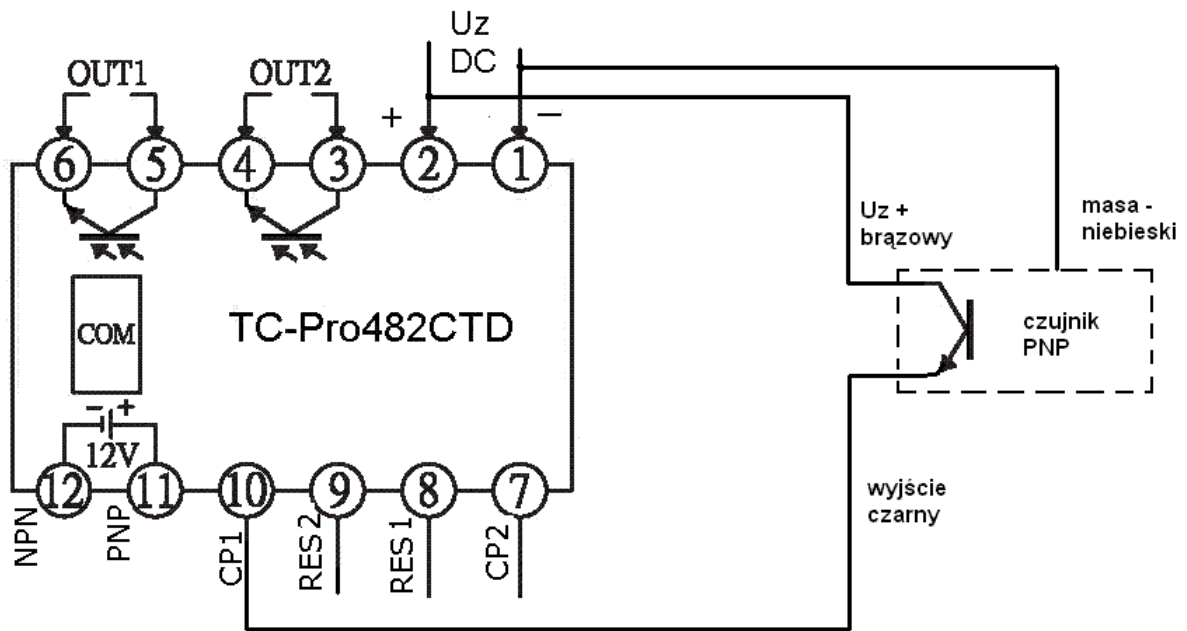 Uz
DC
OUT1
OUT2
+
−
6
5
4
3
2
1
Uz +
brązowy
masa -
niebieski
TC-Pro482CTD
COM
czujnik
PNP
− +
12V
12
11
10
9
8
7
NPN
PNP
CP1
RES 2
RES 1
CP2
wyjście
czarny